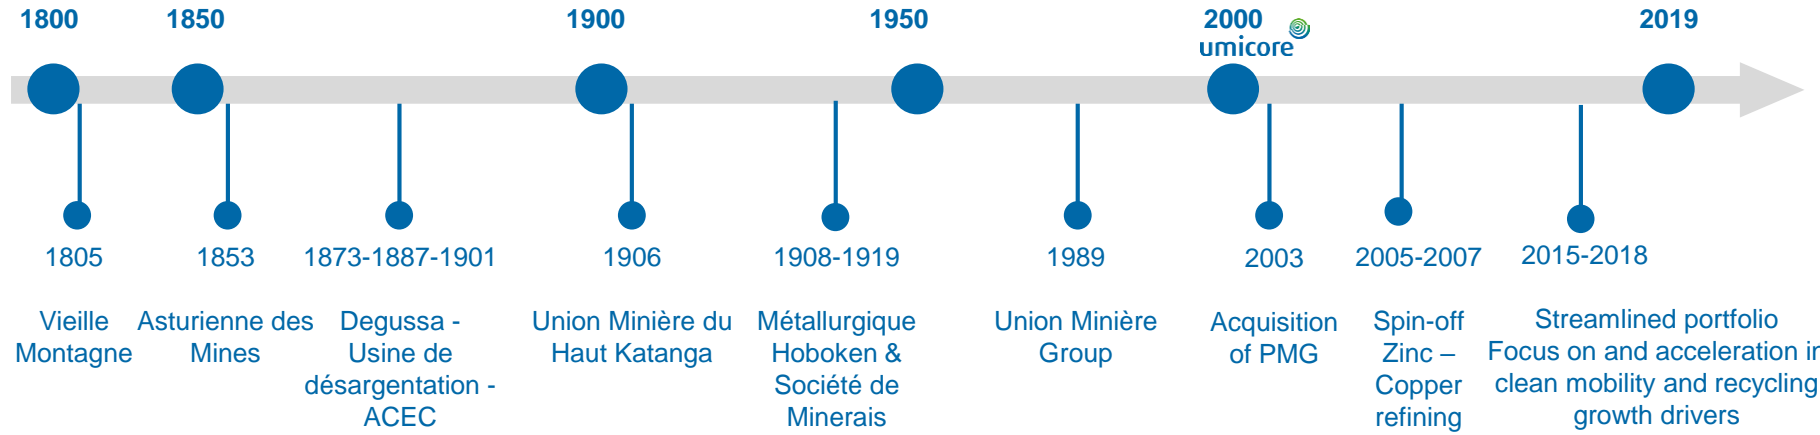 1800
1850
1900
1950
2000
2019
umicore
1805
1853
1873-1887-1901
1906
1908-1919
1989
2003
2005-2007
2015-2018
Vieille
Montagne
Asturienne des
Mines
Degussa -
Usine de
désargentation -
ACEC
Union Minière du
Haut Katanga
Métallurgique
Hoboken &
Société de
Minerais
Union Minière
Group
Acquisition
of PMG
Spin-off
Zinc –
Copper
refining
Streamlined portfolio
Focus on and acceleration in
clean mobility and recycling
growth drivers